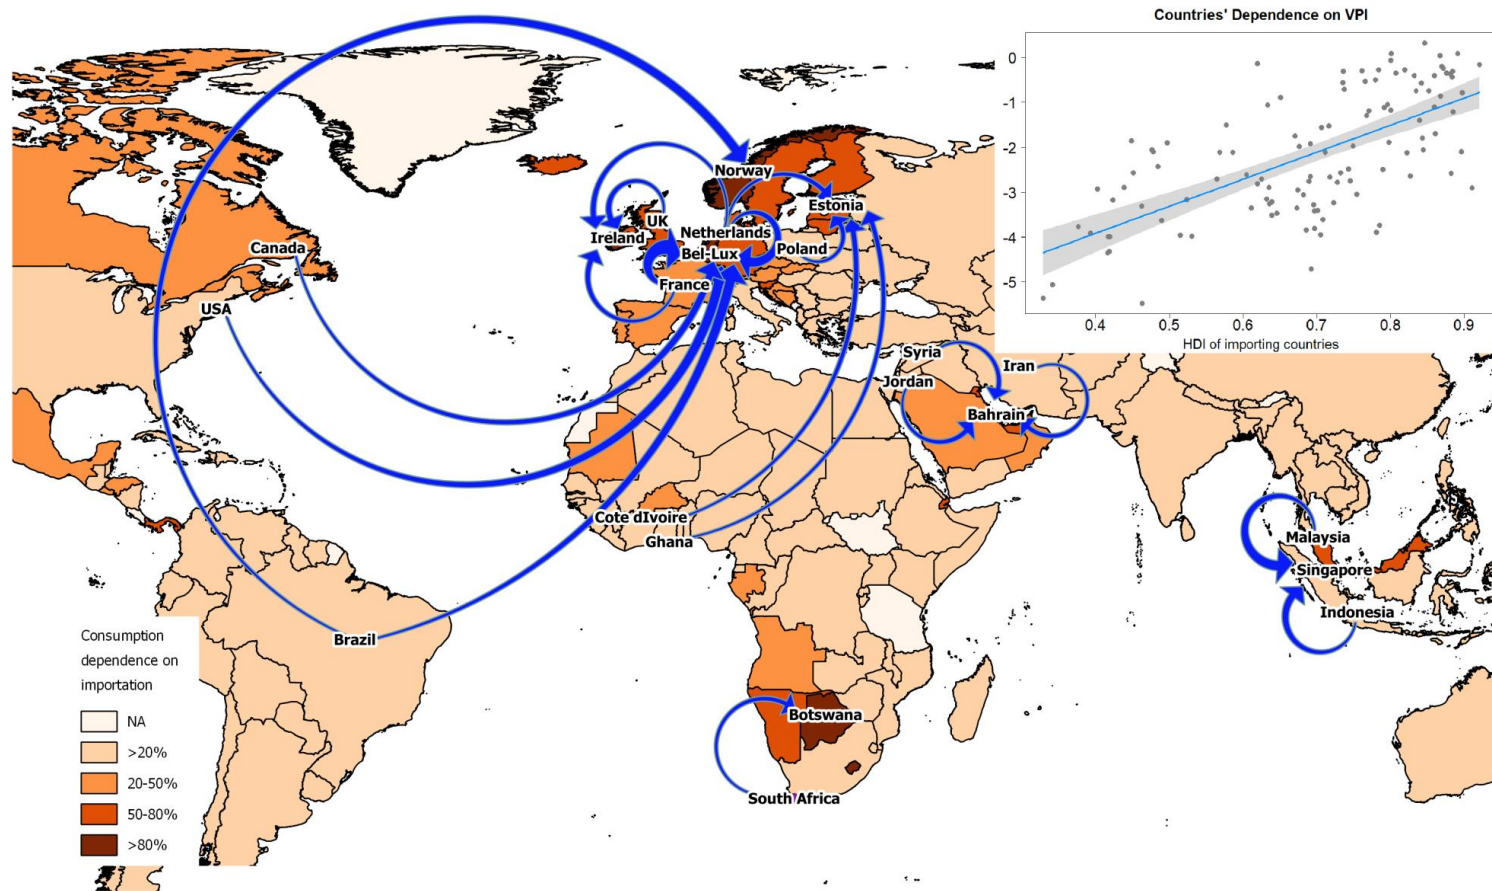 Countries' Dependence on VPI
0
-1
-2
-3
-4
-5
0.4 0.5 0.6 0.7 0.8 0.9
HDI of importing countries
Norway
Estonia
UK
Netherlands
Ireland
Poland
Canada
Bel-Lux
France
USA
Syria
Iran
Jordan
Bahrain
Cote dIvoire
Malaysia
Ghana
Singapore
Indonesia
Brazil
Botswana
South Africa
Consumption
dependence on
importation
NA
>20%
20-50%
50-80%
>80%